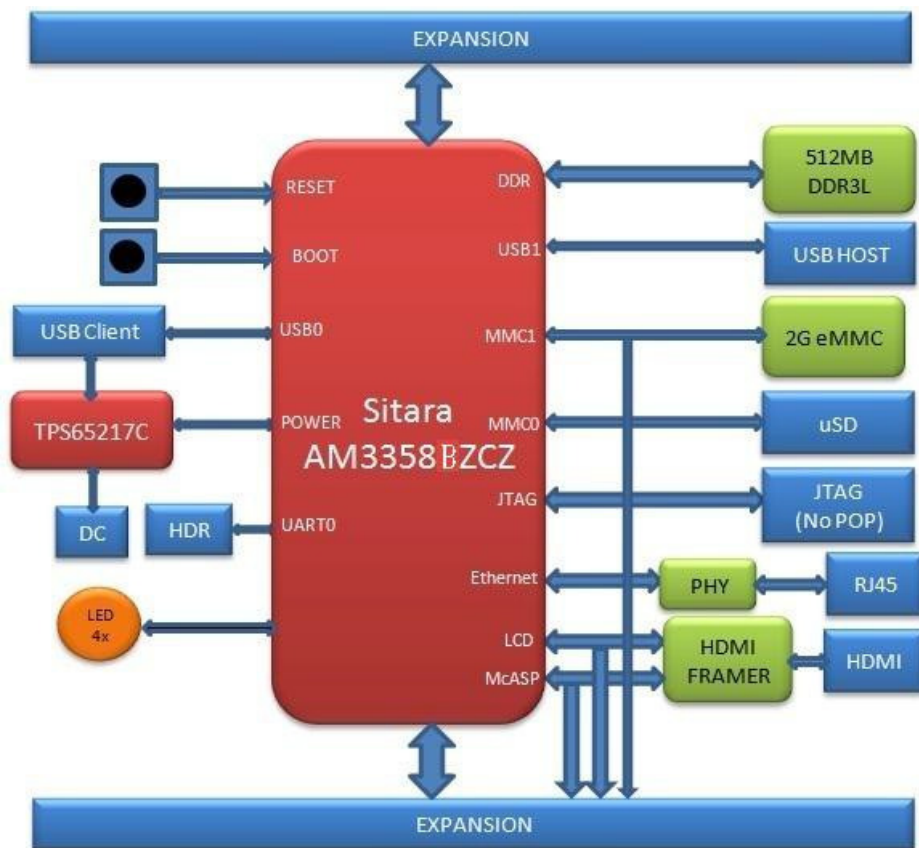 EXPANSION
RESET
BOOT
USB Client
USB0
TPS65217C
POWER
DC
HDR
UART0
LED
4x
Sitara
AM3358BZCZ
DDR
512MB
DDR3L
USB1
USB HOST
MMC1
2G eMMC
MMC0
uSD
JTAG
JTAG
(No POP)
Ethernet
PHY
RJ45
LCD
McASP
HDMI
FRAMER
HDMI
EXPANSION